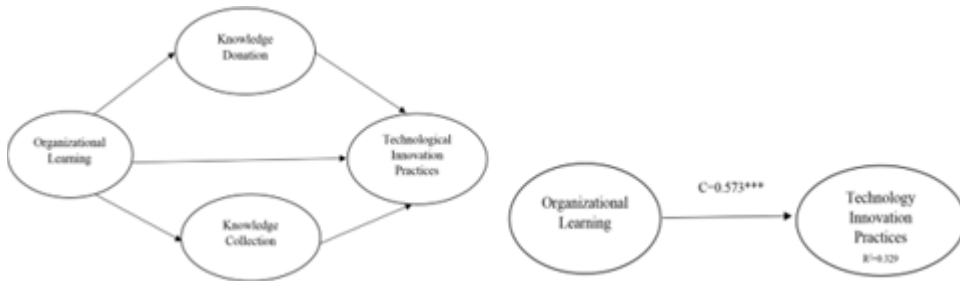 Knowledge
Donation
Organizational
Learning
Technological
Innovation
Practices
Knowledge
Collection
Organizational
Learning
C=0.573***
Technology
Innovation
Practices
R²=0.329